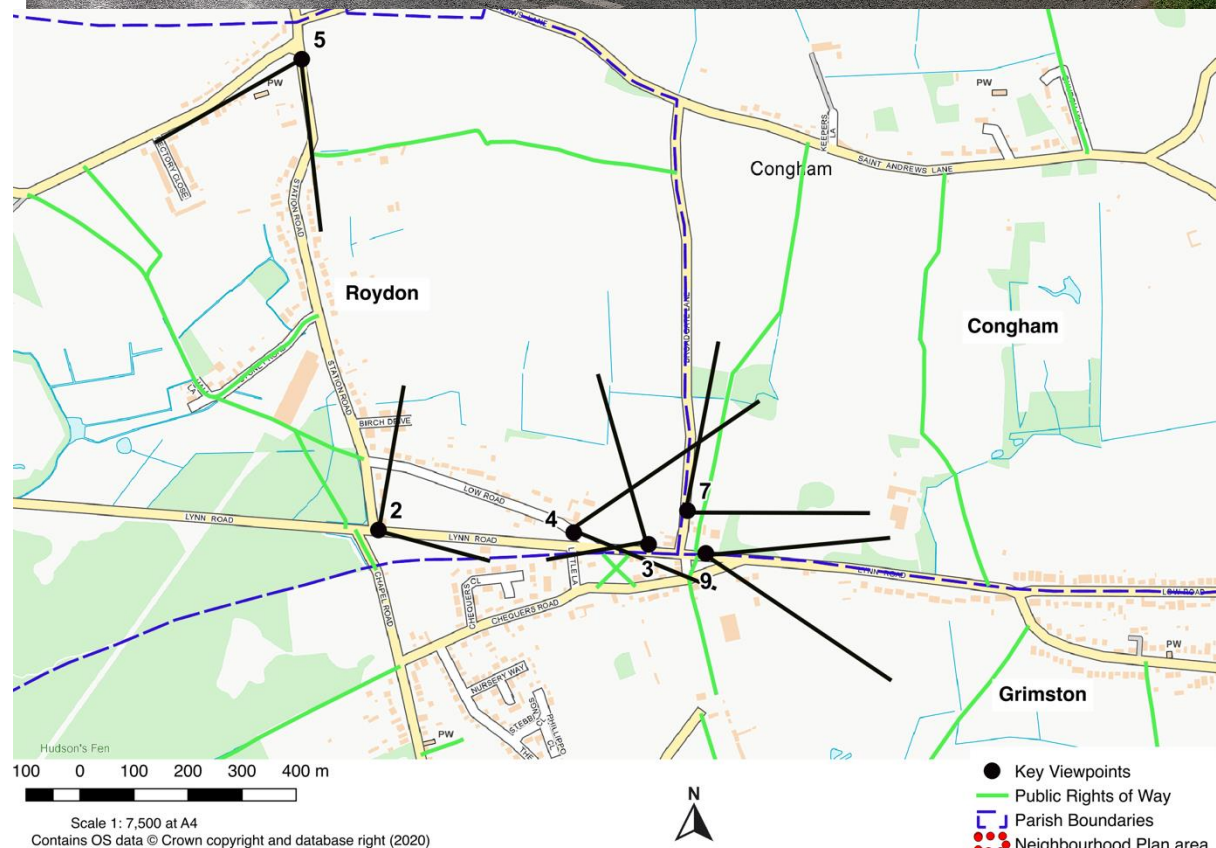 5
PW
RECTORY CLOSE
STATION ROAD
Roydon
KEEPERS LA
Congham
SAINT ANDREWS LANE
PW
Congham
STATION ROAD
BIRCH DRIVE
LOW ROAD
2
4
7
3
9
LYNN ROAD
LYNN ROAD
LYNN ROAD
LOW ROAD
LITTLE LA
CHEQUERS CL
CHEQUERS ROAD
CHAPEL ROAD
NURSERY WAY
PW
PW
Grimston
Hudson's Fen
100 0 100 200 300 400 m
Scale 1: 7,500 at A4
Contains OS data © Crown copyright and database right (2020)
N
Key Viewpoints
Public Rights of Way
Parish Boundaries
Neighbourhood Plan area